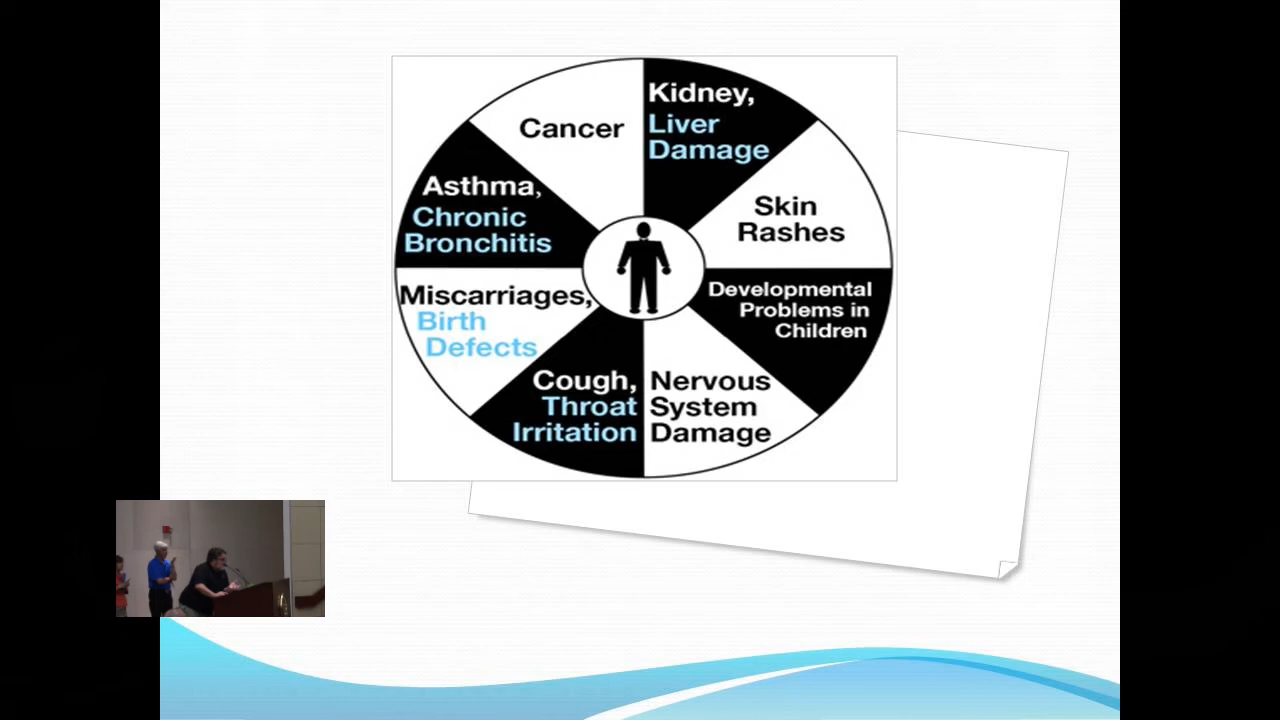 Cancer
Kidney,
Liver
Damage
Skin
Rashes
Developmental
Problems in
Children
Nervous
System
Damage
Cough,
Throat
Irritation
Miscarriages,
Birth
Defects
Asthma,
Chronic
Bronchitis